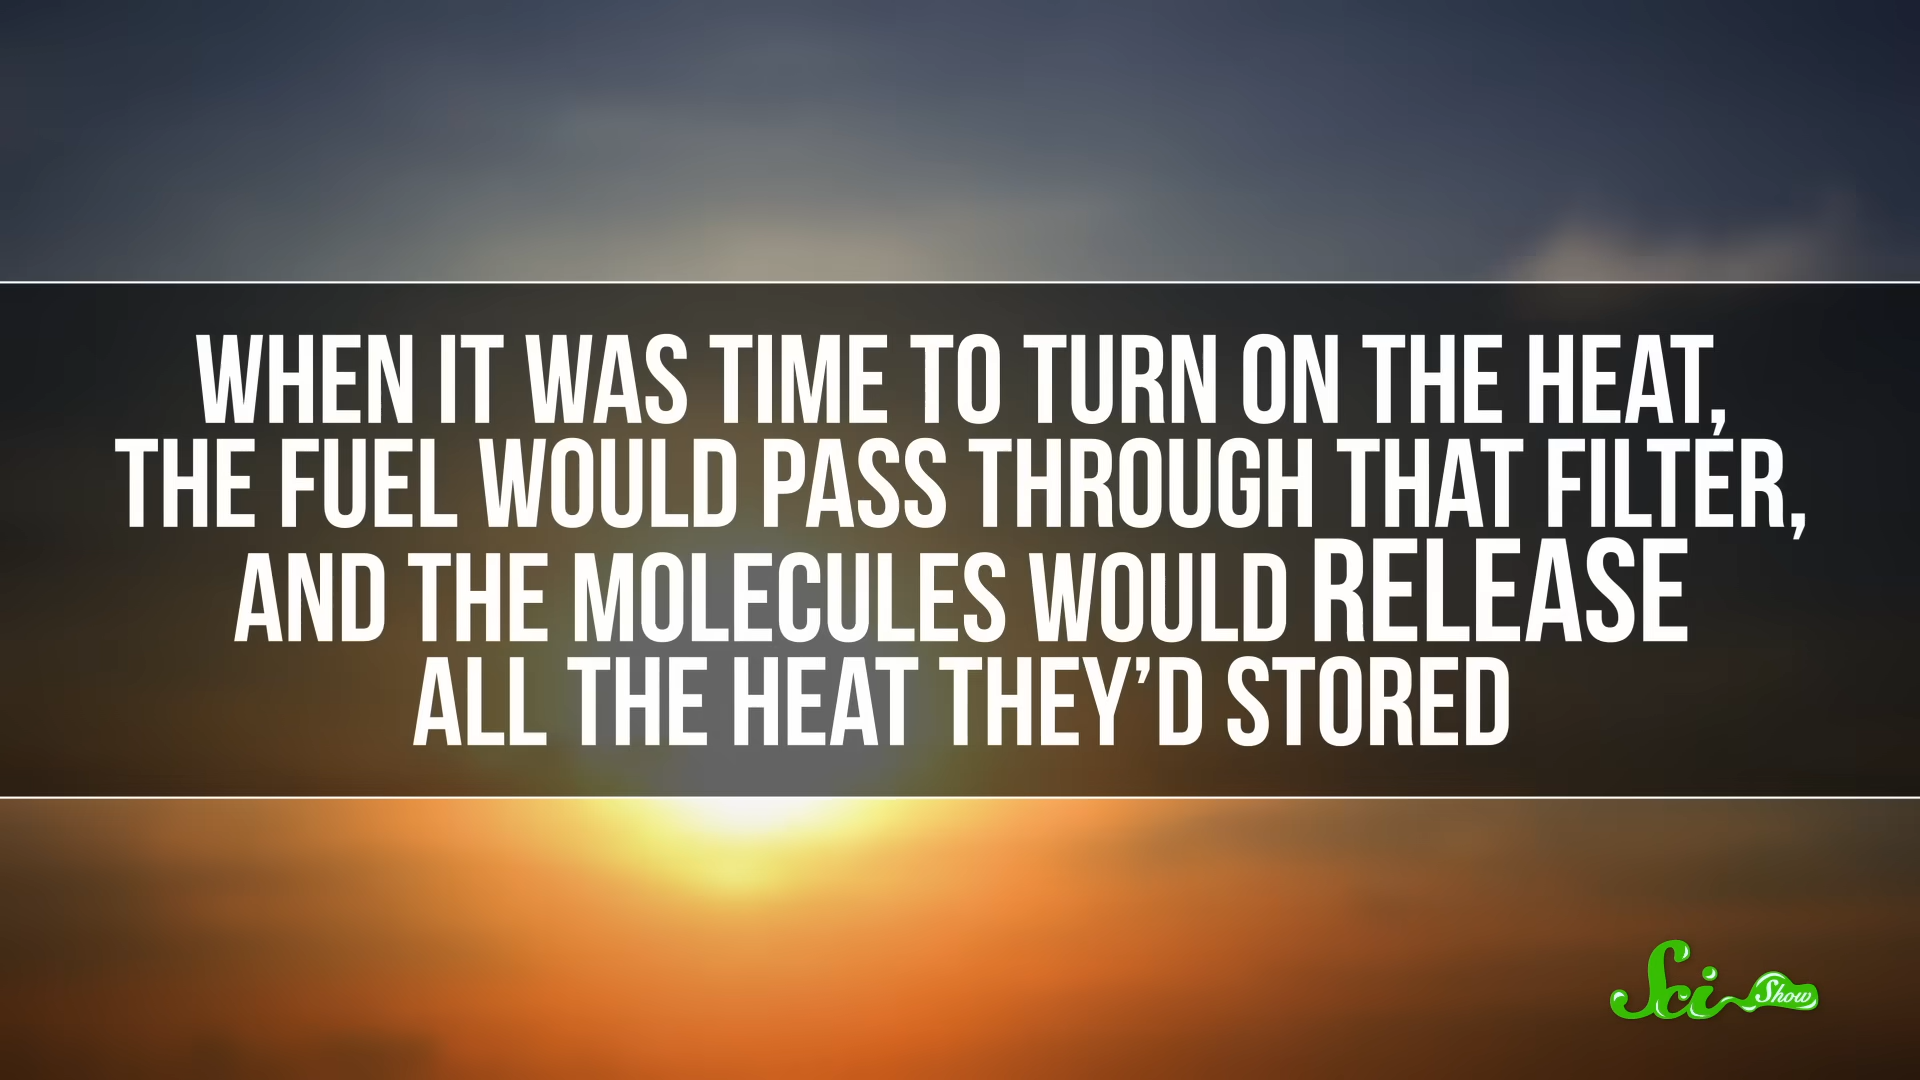 WHEN IT WAS TIME TO TURN ON THE HEAT,
THE FUEL WOULD PASS THROUGH THAT FILTER,
AND THE MOLECULES WOULD RELEASE
ALL THE HEAT THEY’D STORED
Sci Show